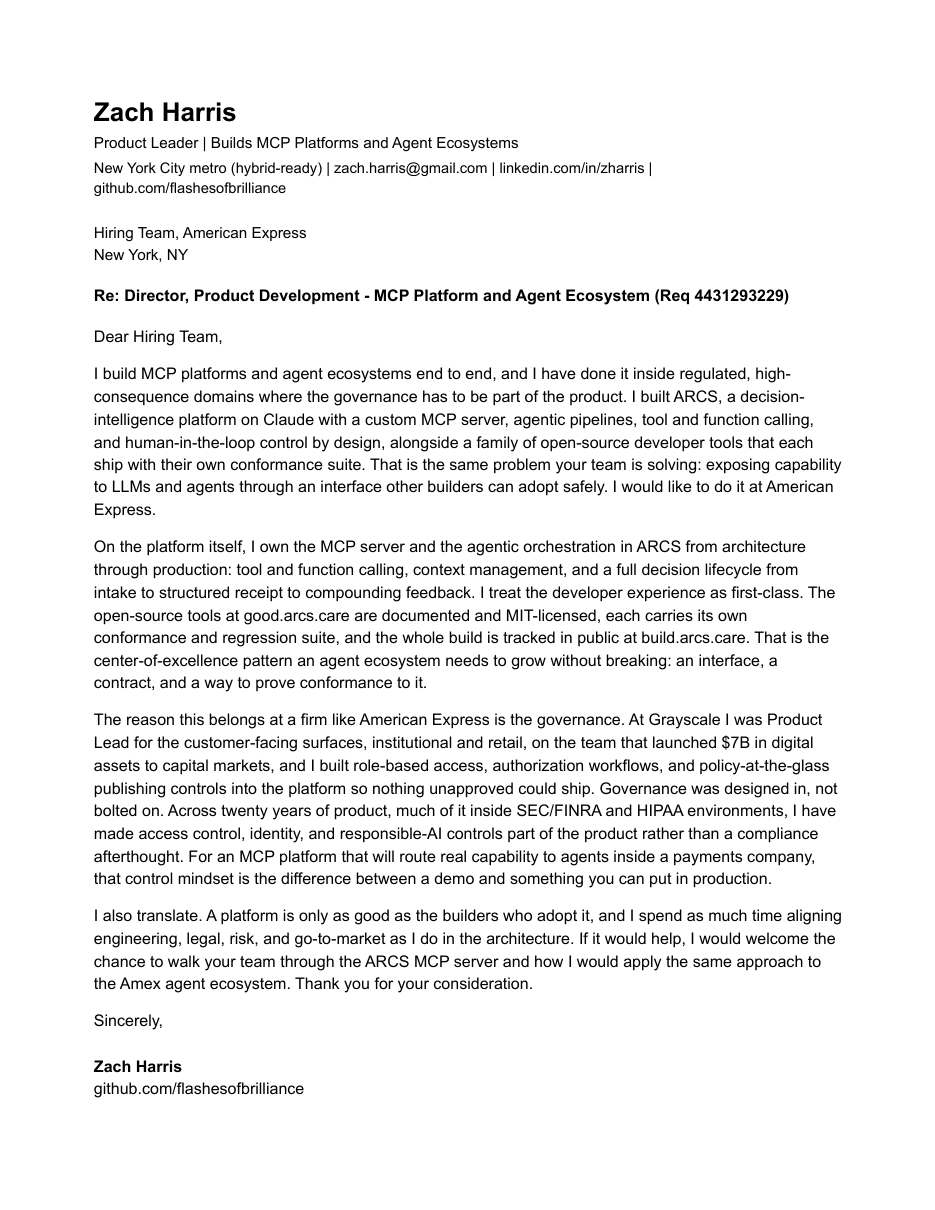 Zach Harris
Product Leader | Builds MCP Platforms and Agent Ecosystems
New York City metro (hybrid-ready) | zach.harris@gmail.com | linkedin.com/in/zharris |
github.com/flashesofbrilliance
Hiring Team, American Express
New York, NY
Re: Director, Product Development - MCP Platform and Agent Ecosystem (Req 4431293229)
Dear Hiring Team,
I build MCP platforms and agent ecosystems end to end, and I have done it inside regulated, high-
consequence domains where the governance has to be part of the product. I built ARCS, a decision-
intelligence platform on Claude with a custom MCP server, agentic pipelines, tool and function calling,
and human-in-the-loop control by design, alongside a family of open-source developer tools that each
ship with their own conformance suite. That is the same problem your team is solving: exposing capability
to LLMs and agents through an interface other builders can adopt safely. I would like to do it at American
Express.
On the platform itself, I own the MCP server and the agentic orchestration in ARCS from architecture
through production: tool and function calling, context management, and a full decision lifecycle from
intake to structured receipt to compounding feedback. I treat the developer experience as first-class. The
open-source tools at good.arcs.care are documented and MIT-licensed, each carries its own
conformance and regression suite, and the whole build is tracked in public at build.arcs.care. That is the
center-of-excellence pattern an agent ecosystem needs to grow without breaking: an interface, a
contract, and a way to prove conformance to it.
The reason this belongs at a firm like American Express is the governance. At Grayscale I was Product
Lead for the customer-facing surfaces, institutional and retail, on the team that launched $7B in digital
assets to capital markets, and I built role-based access, authorization workflows, and policy-at-the-glass
publishing controls into the platform so nothing unapproved could ship. Governance was designed in, not
bolted on. Across twenty years of product, much of it inside SEC/FINRA and HIPAA environments, I have
made access control, identity, and responsible-AI controls part of the product rather than a compliance
afterthought. For an MCP platform that will route real capability to agents inside a payments company,
that control mindset is the difference between a demo and something you can put in production.
I also translate. A platform is only as good as the builders who adopt it, and I spend as much time aligning
engineering, legal, risk, and go-to-market as I do in the architecture. If it would help, I would welcome the
chance to walk your team through the ARCS MCP server and how I would apply the same approach to
the Amex agent ecosystem. Thank you for your consideration.
Sincerely,
Zach Harris
github.com/flashesofbrilliance